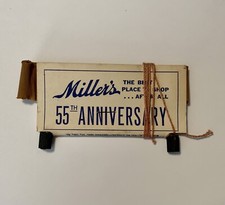 Miller's
THE BEST
PLACE TO SHOP
...AFTER ALL
55TH ANNIVERSARY